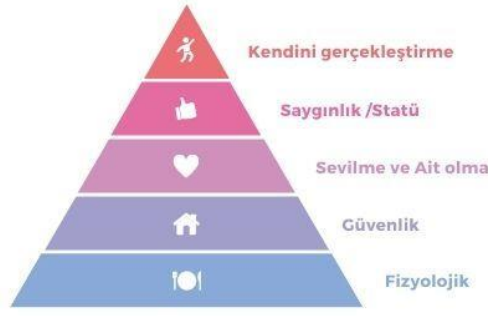 Kendini gerçekleştirme
Saygınlık /Statü
Sevilme ve Ait olma
Güvenlik
Fizyolojik